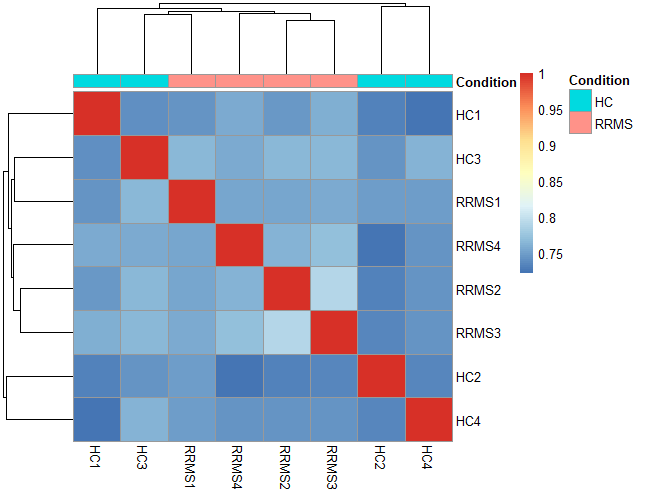 Condition
HC1
HC3
RRMS1
RRMS4
RRMS2
RRMS3
HC2
HC4
HC1
HC3
RRMS1
RRMS4
RRMS2
RRMS3
HC2
HC4
1
0.95
0.9
0.85
0.8
0.75
Condition
HC
RRMS